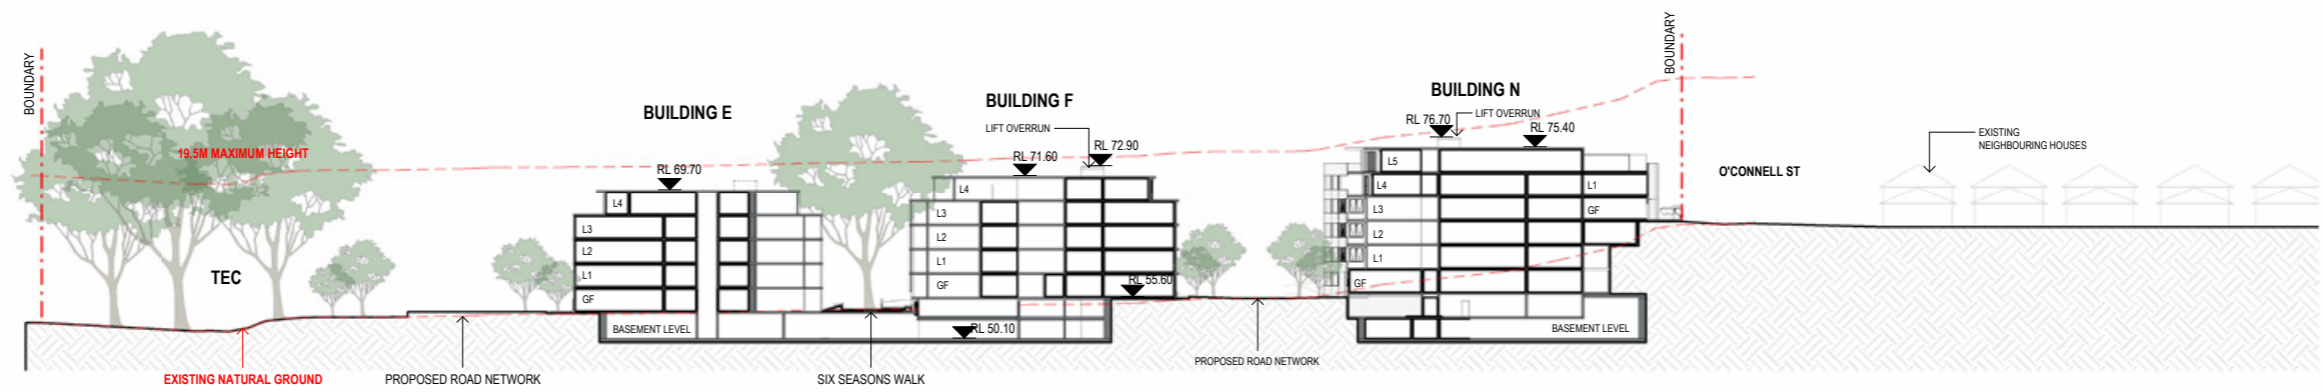 BOUNDARY
19.5M MAXIMUM HEIGHT
TEC
EXISTING NATURAL GROUND
PROPOSED ROAD NETWORK
BUILDING E
RL 69.70
L4
L3
L2
L1
GF
BASEMENT LEVEL
SIX SEASONS WALK
BUILDING F
LIFT OVERRUN
RL 72.90
RL 71.60
L4
L3
L2
L1
GF
RL 55.60
RL 50.10
PROPOSED ROAD NETWORK
BUILDING N
RL 76.70
LIFT OVERRUN
RL 75.40
L5
L4
L3
L2
L1
GF
L1
GF
BASEMENT LEVEL
BOUNDARY
O'CONNELL ST
EXISTING
NEIGHBOURING HOUSES